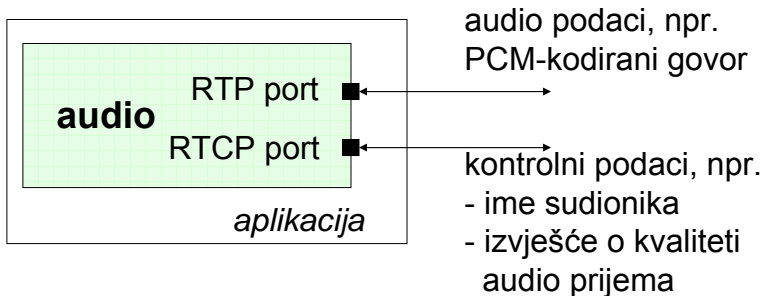 audio podaci, npr.
PCM-kodirani govor
RTP port
audio
RTCP port
aplikacija
kontrolni podaci, npr.
- ime sudionika
- izvješće o kvaliteti
audio prijema